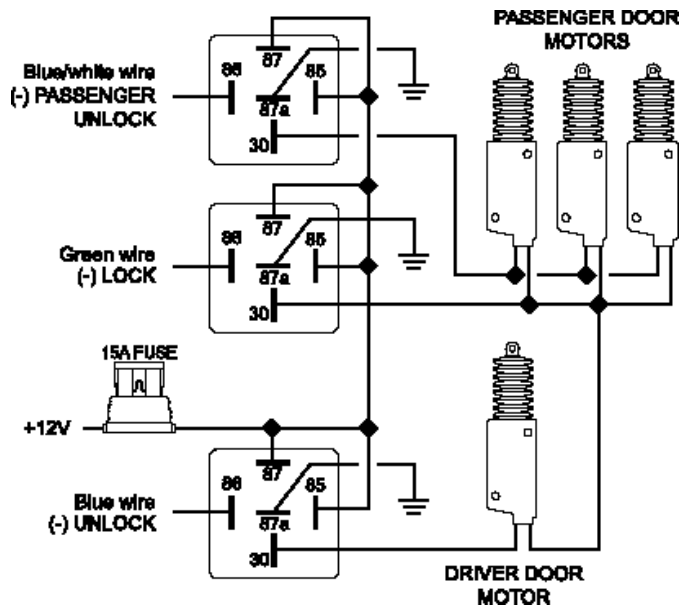 PASSENGER DOOR
MOTORS
87
86
85
Blue/white wire
(-) PASSENGER
UNLOCK
87a
30
87
86
85
Green wire
(-) LOCK
87a
30
15A FUSE
+12V
87
86
85
Blue wire
(-) UNLOCK
87a
30
DRIVER DOOR
MOTOR